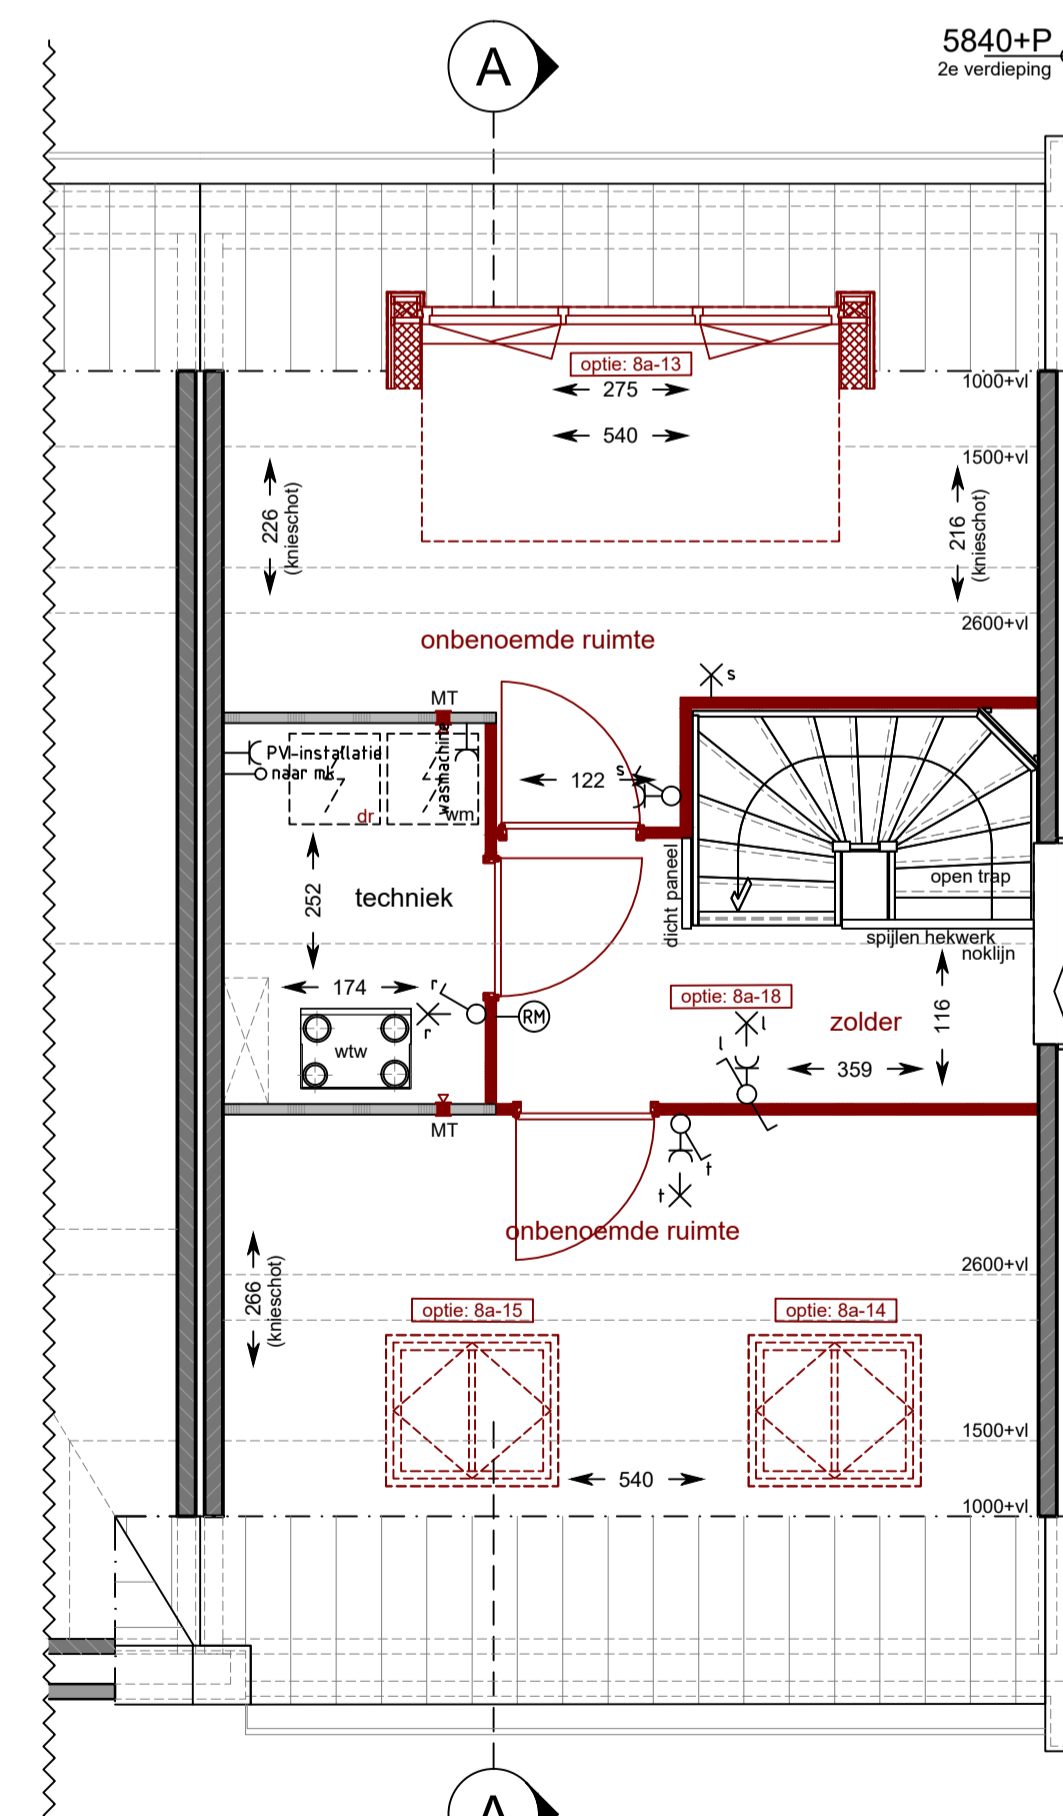 A
5840+P
2e verdieping
optie: 8a-13
275
1000+vl
540
1500+vl
226
(knieschot)
216
(knieschot)
2600+vl
onbenoemde ruimte
s
MT
PV-installatie
naar mk
wasmachine
122
s
dr
wm
252
techniek
dicht paneel
open trap
spijlen hekwerk
noklijn
174
r
r
RM
optie: 8a-18
zolder
116
wtw
l
l
359
MT
t
t
onbenoemde ruimte
266
(knieschot)
2600+vl
optie: 8a-15
optie: 8a-14
1500+vl
540
1000+vl
A